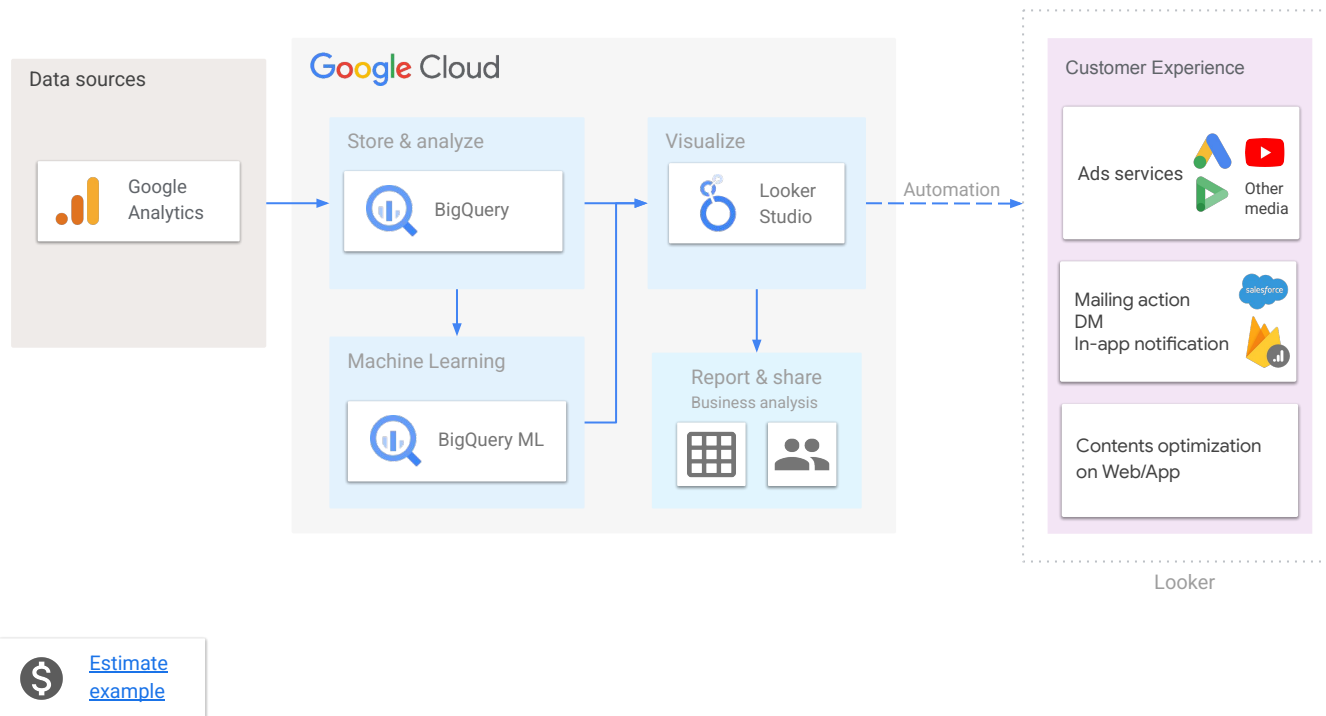 Data sources
Google
Analytics
Google Cloud
Store & analyze
BigQuery
Machine Learning
BigQuery ML
Visualize
Looker
Studio
Report & share
Business analysis
Automation
Customer Experience
Ads services
Other
media
Mailing action
DM
In-app notification
salesforce
Contents optimization
on Web/App
Looker
$
Estimate
example